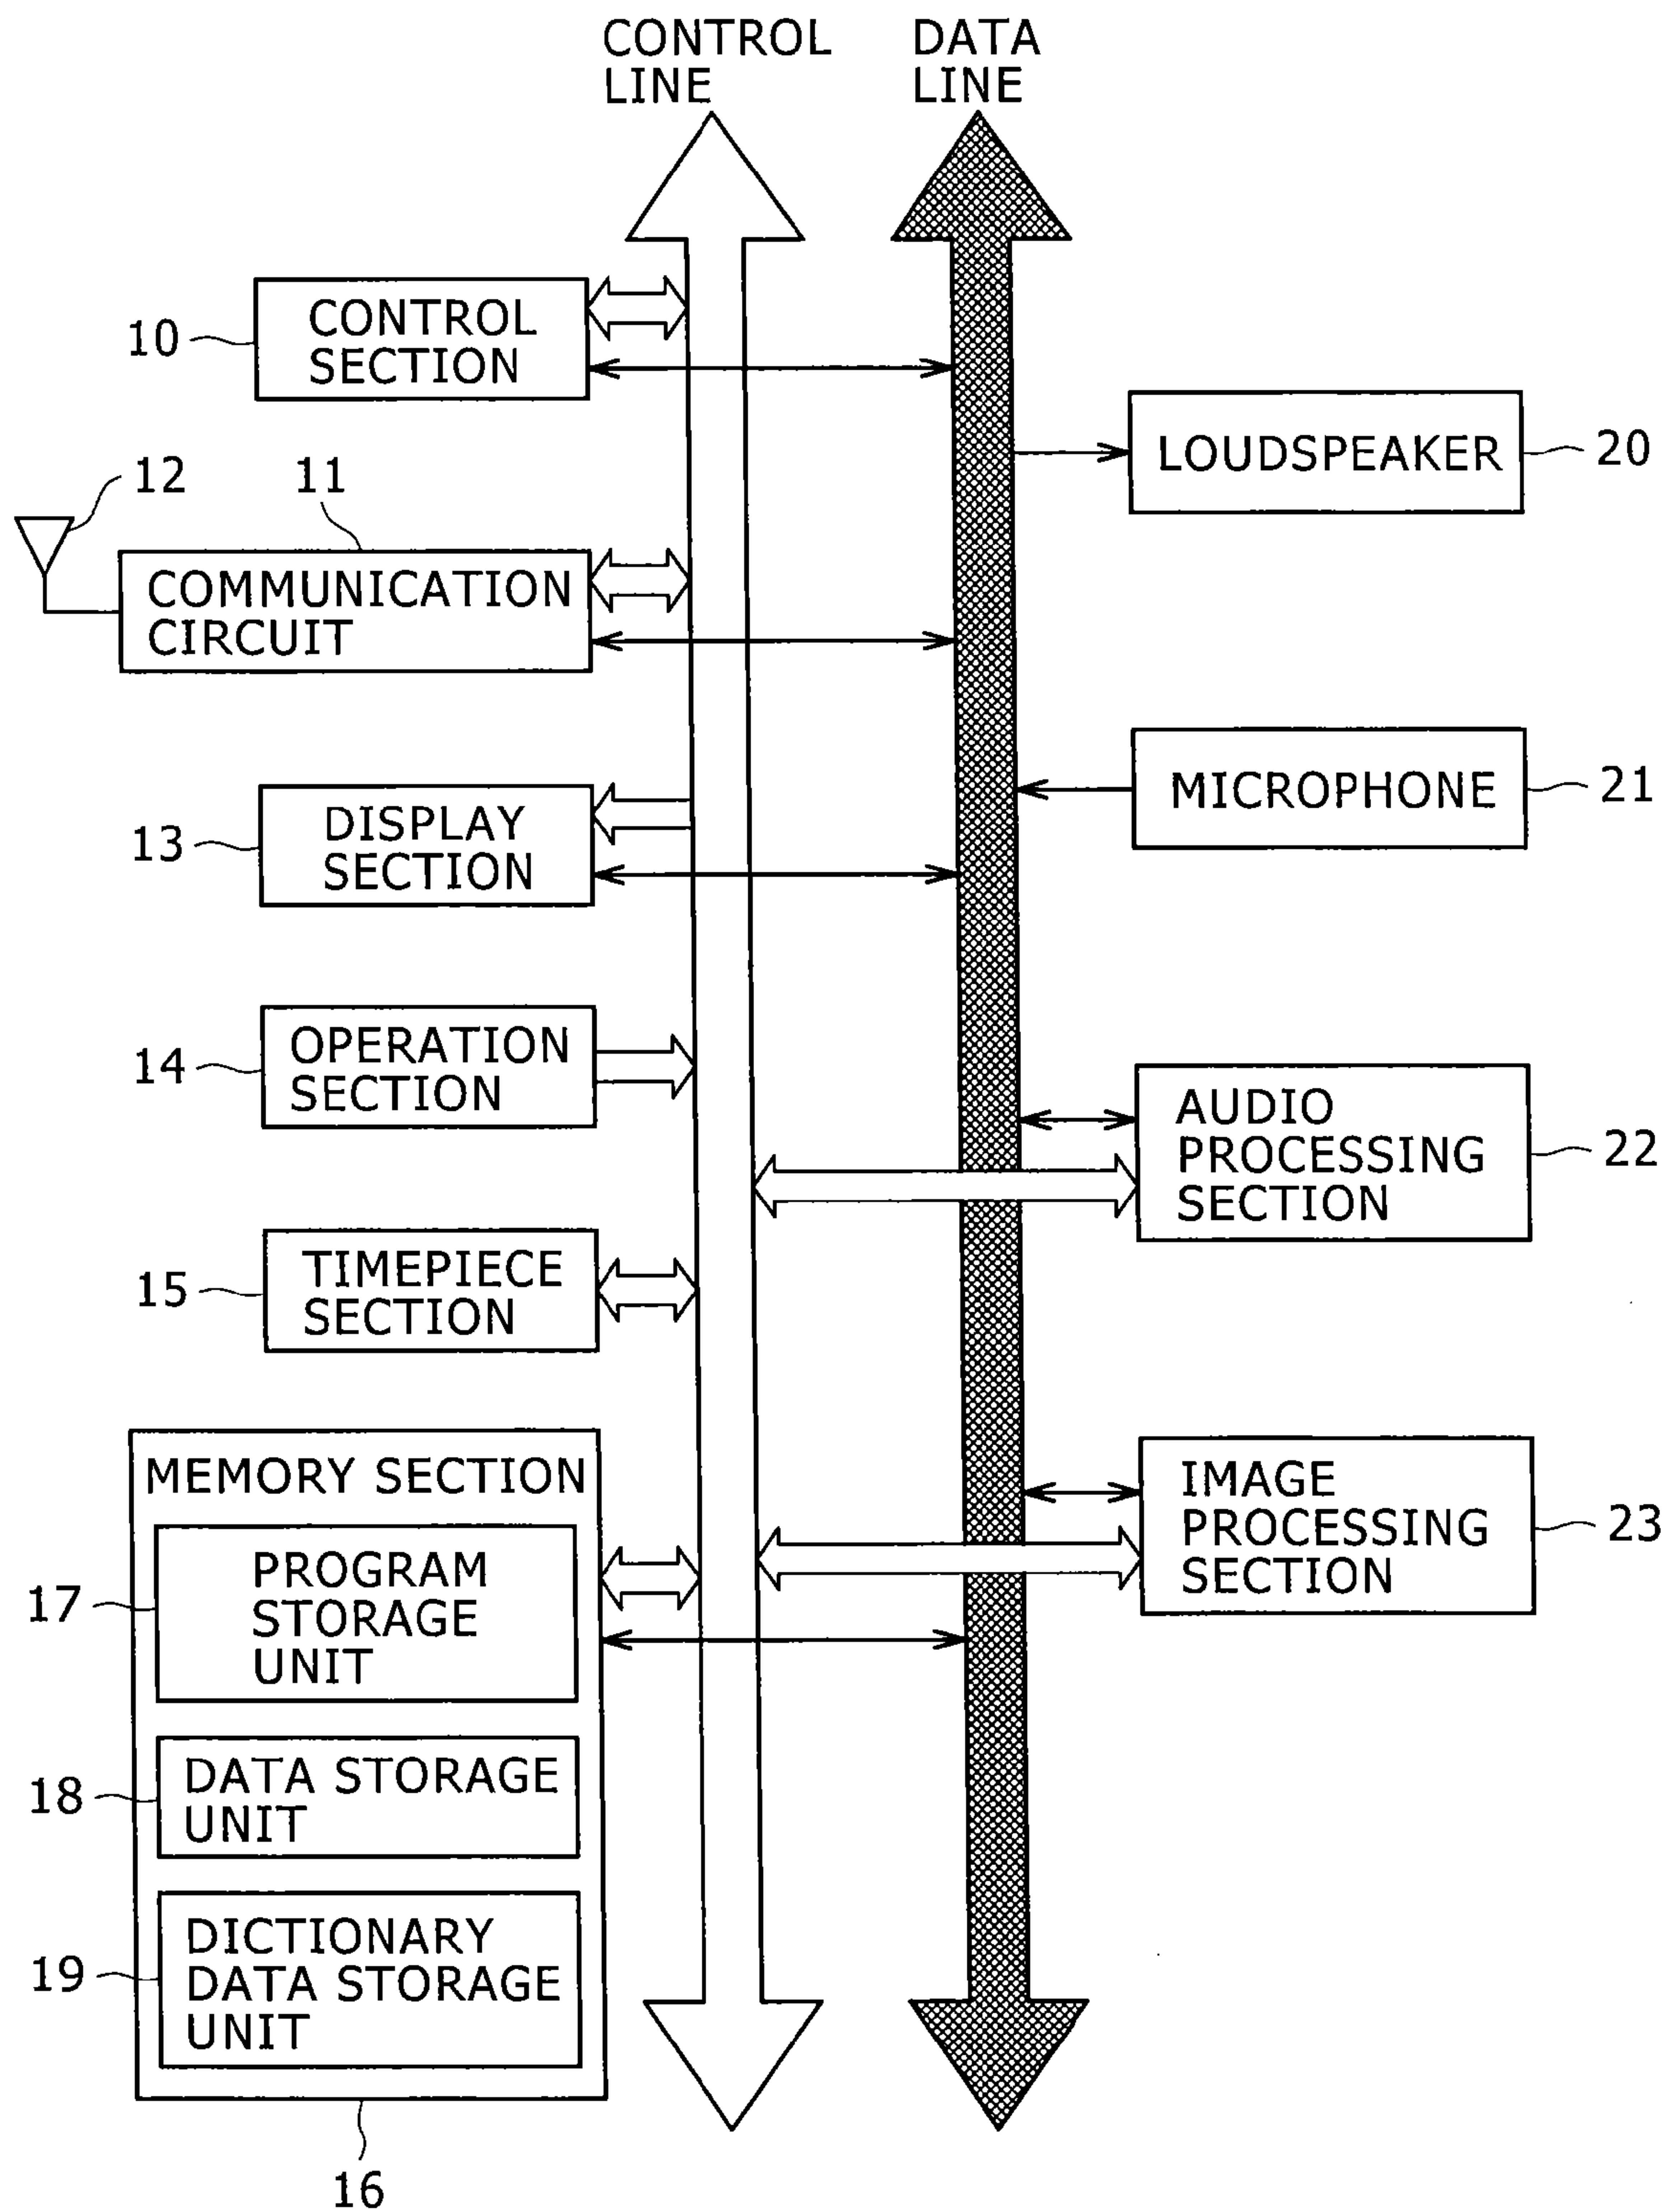 CONTROL
LINE
DATA
LINE
10
CONTROL
SECTION
LOUDSPEAKER
20
12
11
COMMUNICATION
CIRCUIT
MICROPHONE
21
13
DISPLAY
SECTION
14
OPERATION
SECTION
AUDIO
PROCESSING
SECTION
22
15
TIMEPIECE
SECTION
MEMORY SECTION
17
PROGRAM
STORAGE
UNIT
IMAGE
PROCESSING
SECTION
23
18
DATA STORAGE
UNIT
19
DICTIONARY
DATA STORAGE
UNIT
16